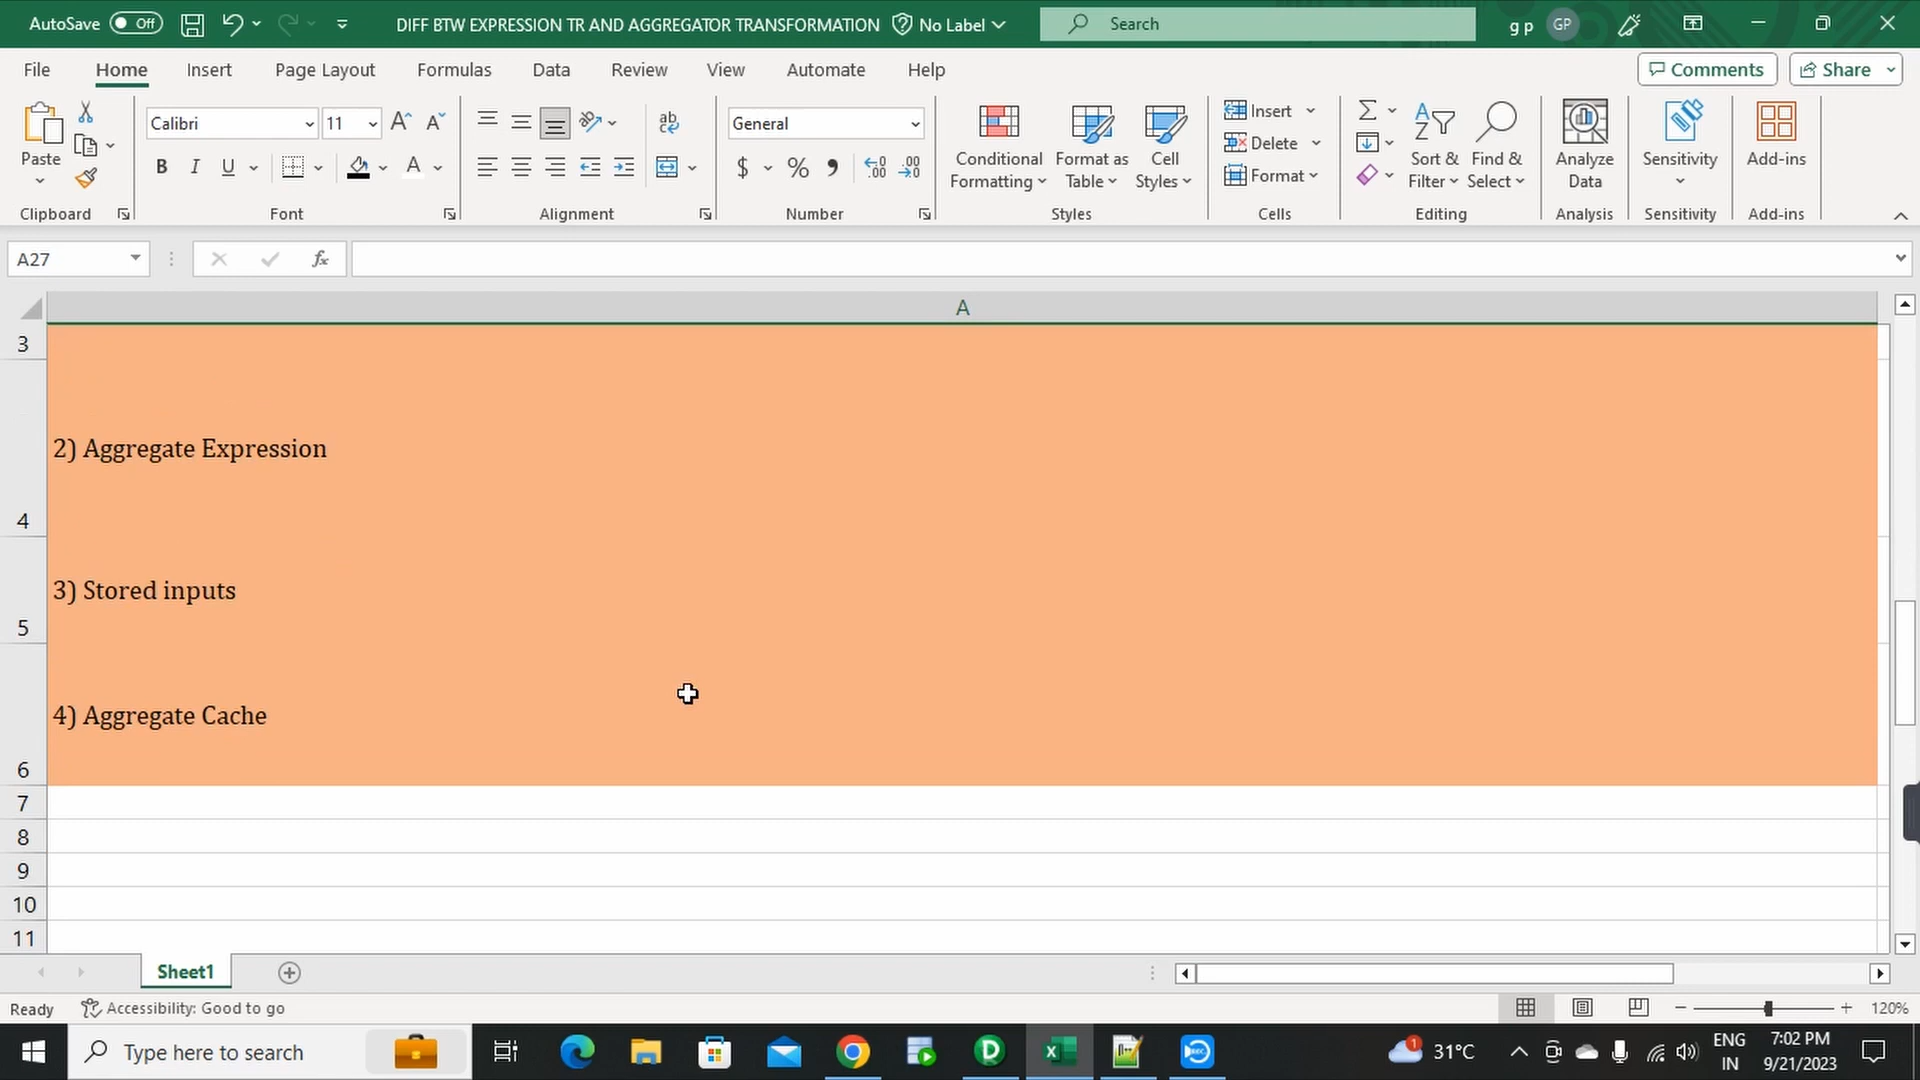 AutoSave Off
DIFF BTW EXPRESSION TR AND AGGREGATOR TRANSFORMATION
No Label
Search
g p
GP
File Home Insert Page Layout Formulas Data Review View Automate Help
Comments
Share
Paste
Calibri
11
B I U
A
ab
General
$ %
Conditional
Formatting
Format as
Table
Cell
Styles
Insert
Delete
Format
Sort &
Filter
Find &
Select
Analyze
Data
Sensitivity
Add-ins
Clipboard
Font
Alignment
Number
Styles
Cells
Editing
Analysis
Sensitivity
Add-ins
A27
fx
A
3
2) Aggregate Expression
4
3) Stored inputs
5
4) Aggregate Cache
6
7
8
9
10
11
Sheet1
Ready
Accessibility: Good to go
120%
Type here to search
1
31°C
ENG
IN
7:02 PM
9/21/2023